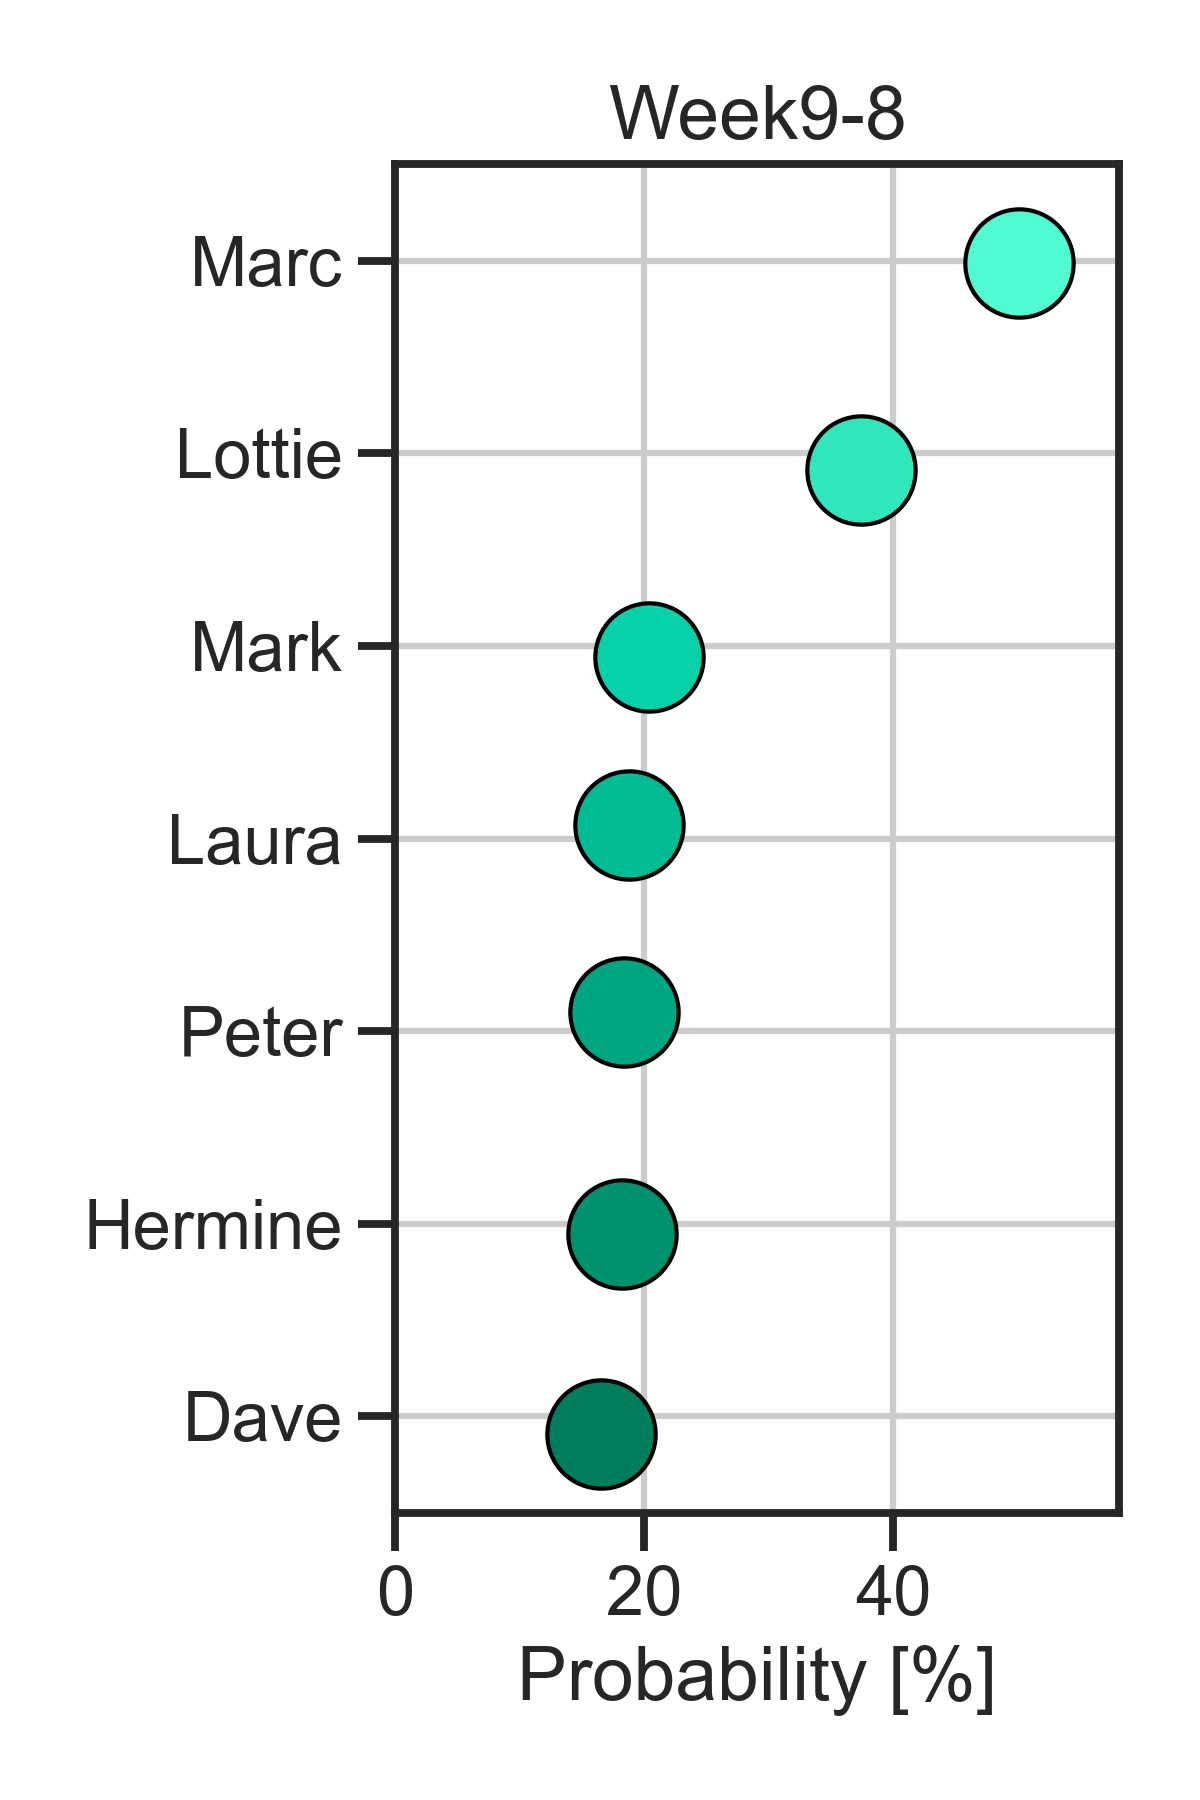 Week9-8
Marc
Lottie
Mark
Laura
Peter
Hermine
Dave
0 20 40
Probability [%]